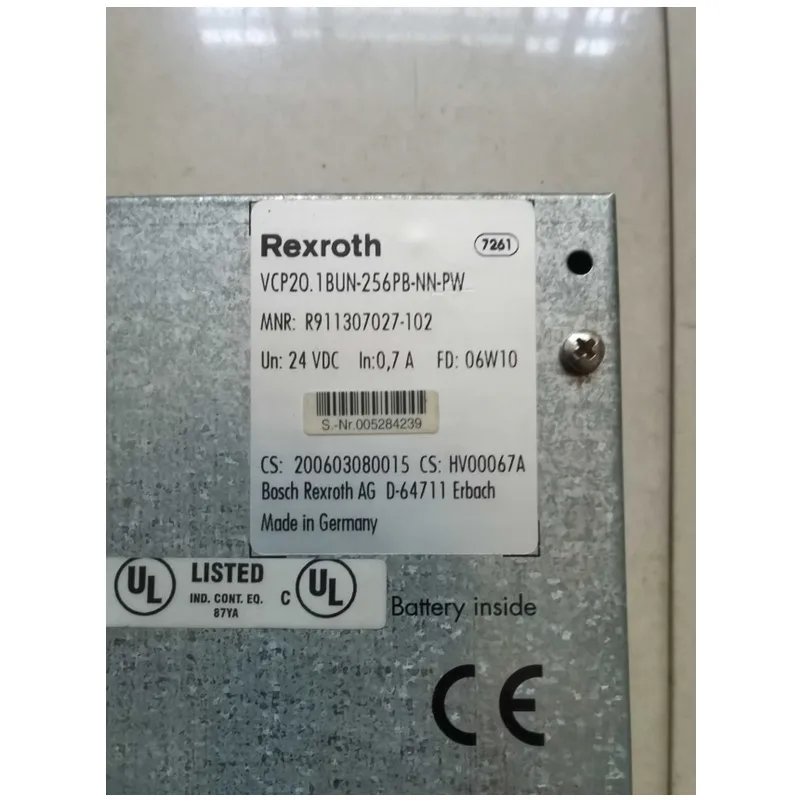 Rexroth 7261
VCP20.1BUN-256PB-NN-PW
MNR: R911307027-102
Un: 24 VDC In:0,7 A FD: 06W10
S.-Nr.005284239
CS: 200603080015 CS: HV00067A
Bosch Rexroth AG D-64711 Erbach
Made in Germany
UL LISTED C UL
IND. CONT. EQ.
87YA
Battery inside
CE